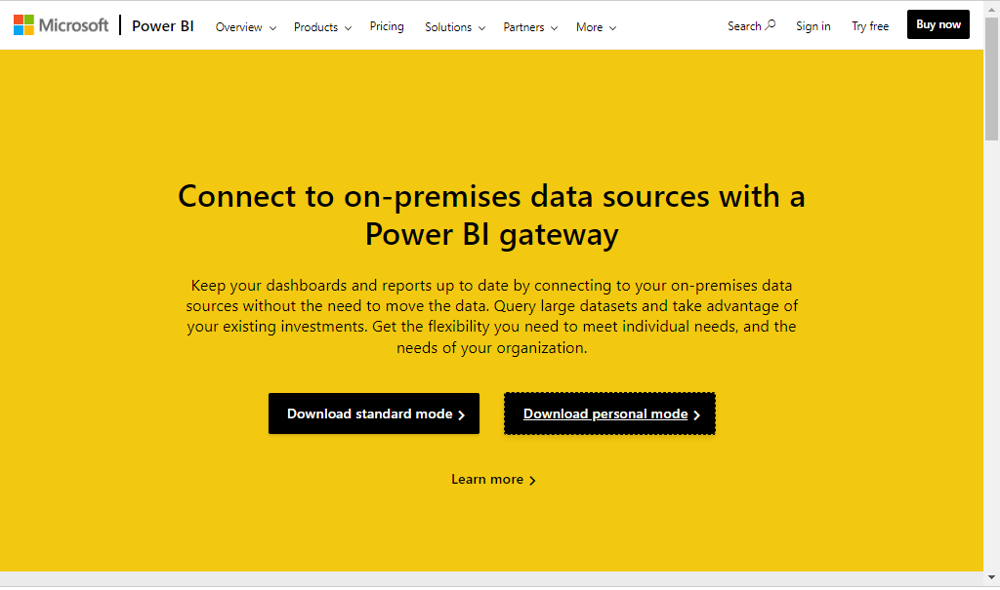 Microsoft Power BI Overview Products Pricing Solutions Partners More Search Sign in Try free Buy now
Connect to on-premises data sources with a
Power BI gateway
Keep your dashboards and reports up to date by connecting to your on-premises data
sources without the need to move the data. Query large datasets and take advantage of
your existing investments. Get the flexibility you need to meet individual needs, and the
needs of your organization.
Download standard mode Download personal mode
Learn more